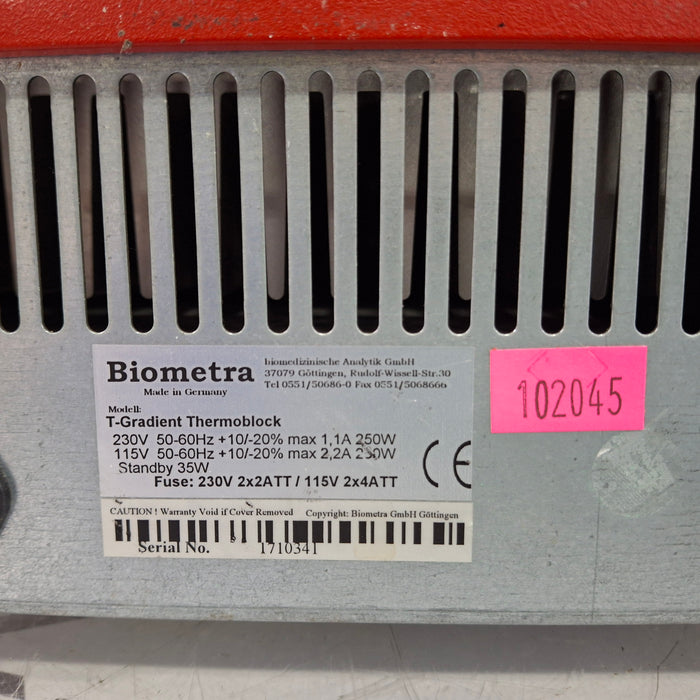 Biometra
Made in Germany
biomedizinische Analytik GmbH
37079 Göttingen, Rudolf-Wissell-Str.30
Tel 0551/50686-0 Fax 0551/5068666
Modell:
T-Gradient Thermoblock
230V 50-60Hz +10/-20% max 1,1A 250W
115V 50-60Hz +10/-20% max 2,2A 250W
Standby 35W
Fuse: 230V 2x2ATT / 115V 2x4ATT
CE
CAUTION ! Warranty Void if Cover Removed Copyright: Biometra GmbH Göttingen
Serial No. 1710341
102045